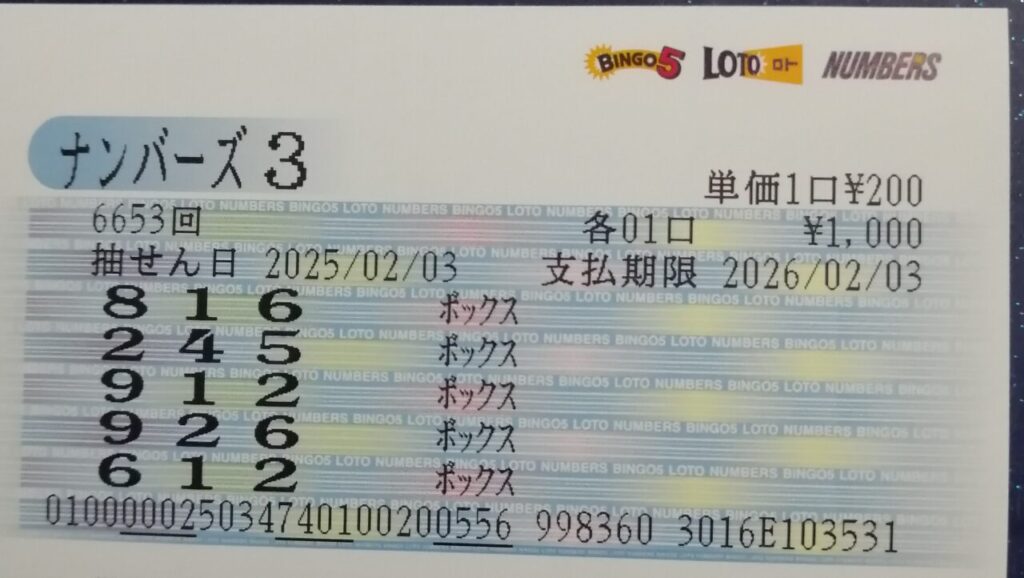 BINGO5 LOTO NUMBERS
ナンバーズ3
単価1口¥200
6653回 各01口 ¥1,000
抽せん日 2025/02/03 支払期限 2026/02/03
8 1 6 ボックス
2 4 5 ボックス
9 1 2 ボックス
9 2 6 ボックス
6 1 2 ボックス
010000025034740100200556 998360 3016E103531